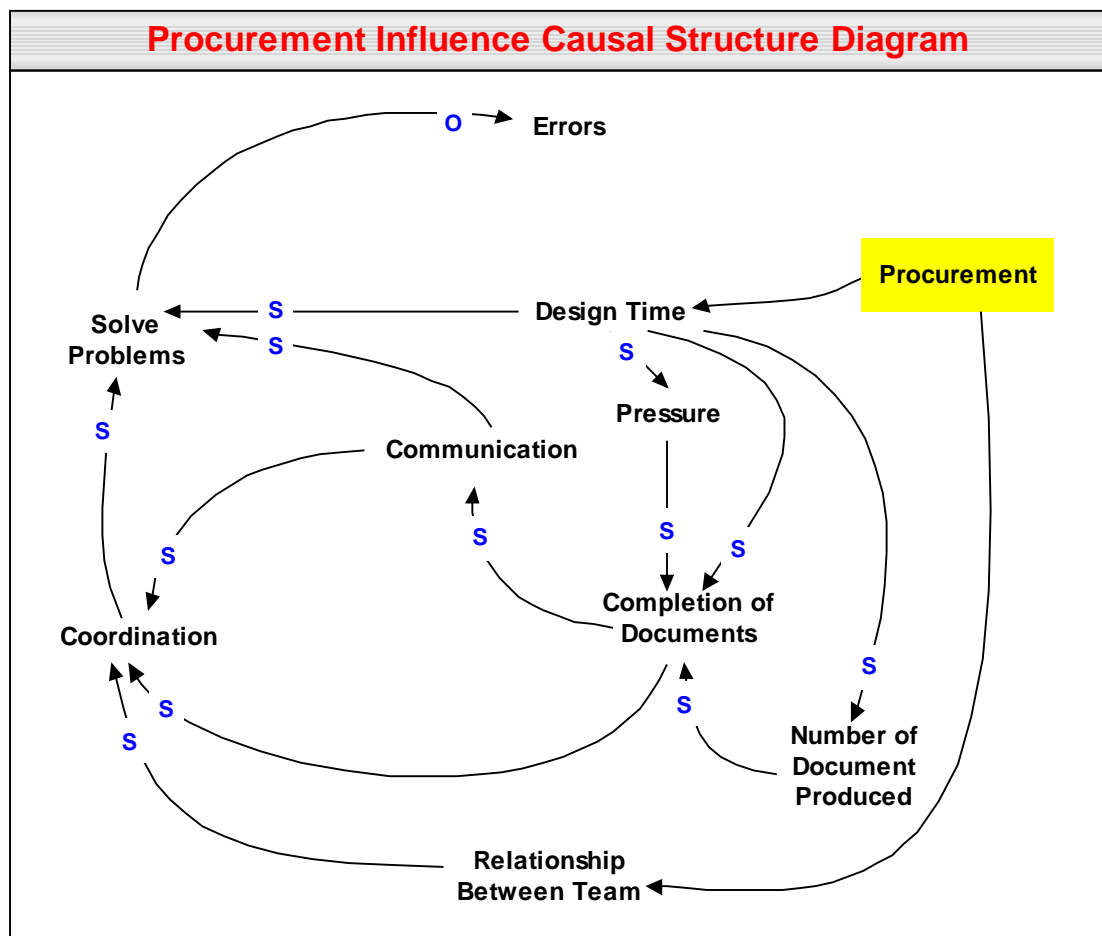 Procurement Influence Causal Structure Diagram
O
Errors
Procurement
S
Design Time
Solve
Problems
S
S
Pressure
S
Communication
S
S
S
S
Completion of
Documents
Coordination
S
S
S
S
Number of
Document
Produced
Relationship
Between Team